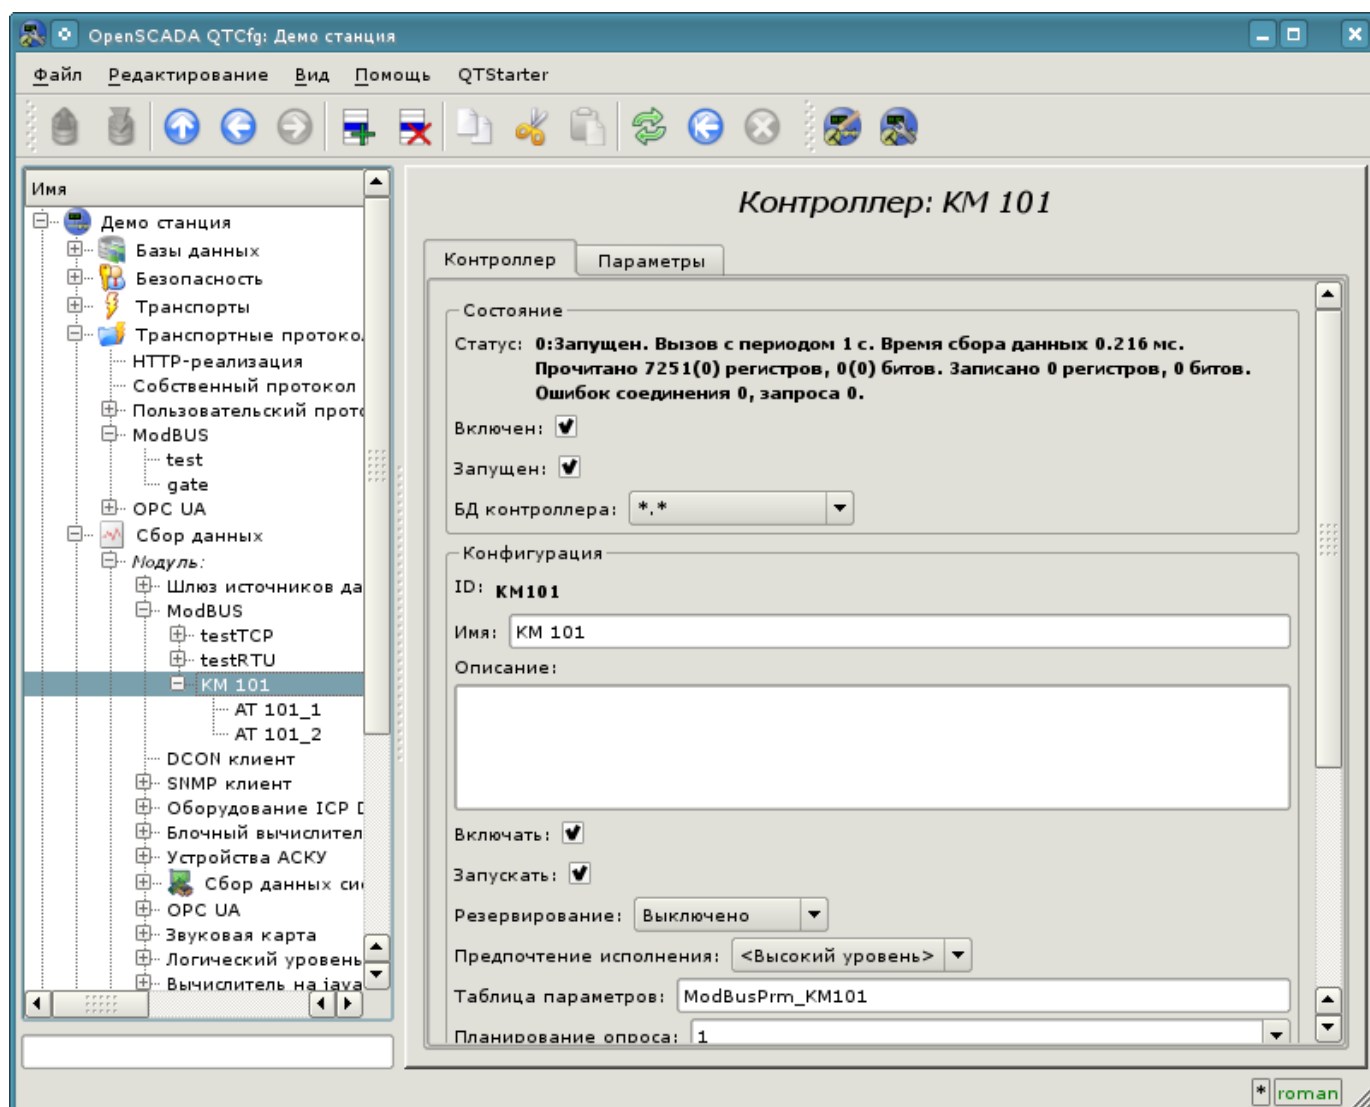 OpenSCADA QTCfg: Демо станция
Файл Редактирование Вид Помощь QTStarter
Имя
Демо станция
Базы данных
Безопасность
Транспорты
Транспортные протоко.
HTTP-реализация
Собственный протокол
Пользовательский прото
ModBUS
test
gate
OPC UA
Сбор данных
Модуль:
Шлюз источников да
ModBUS
testTCP
testRTU
КМ 101
AT 101_1
AT 101_2
DCON клиент
SNMP клиент
Оборудование ICP D
Блочный вычислител
Устройства АСКУ
Сбор данных си
OPC UA
Звуковая карта
Логический уровень
Вычислитель на java
Контроллер: КМ 101
Контроллер Параметры
Состояние
Статус: 0:Запущен. Вызов с периодом 1 с. Время сбора данных 0.216 мс.
Прочитано 7251(0) регистров, 0(0) битов. Записано 0 регистров, 0 битов.
Ошибок соединения 0, запроса 0.
Включен:
Запущен:
БД контроллера: *.*
Конфигурация
ID: KM101
Имя: КМ 101
Описание:
Включать:
Запускать:
Резервирование: Выключено
Предпочтение исполнения: <Высокий уровень>
Таблица параметров: ModBusPrm_KM101
Планирование опроса: 1
* roman